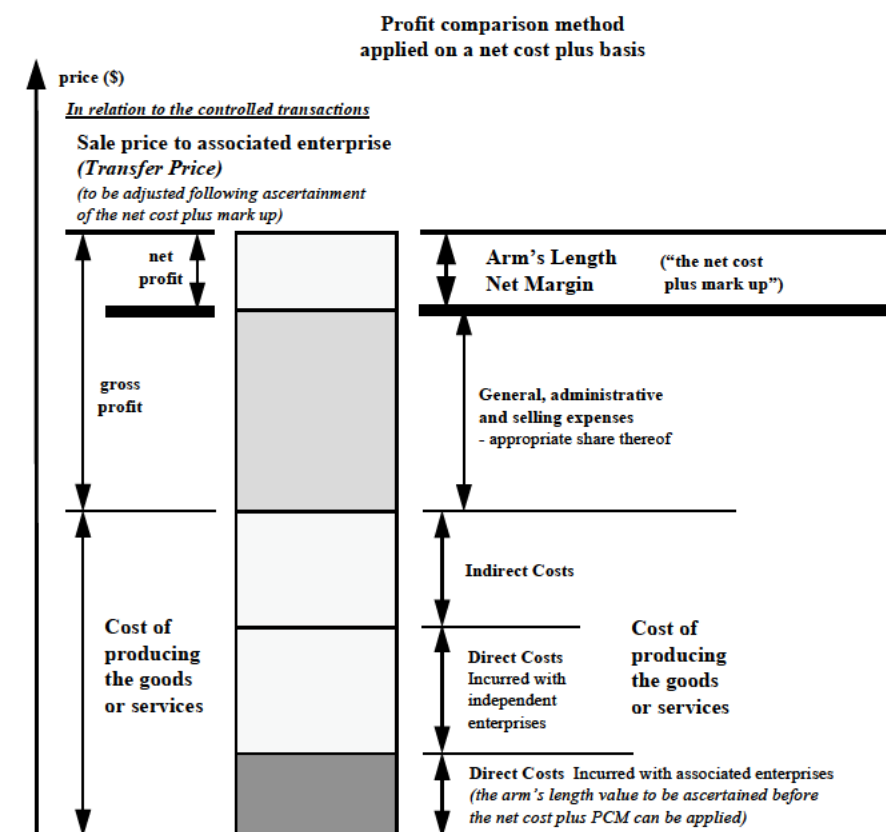 Profit comparison method
applied on a net cost plus basis
price ($)
In relation to the controlled transactions
Sale price to associated enterprise
(Transfer Price)
(to be adjusted following ascertainment
of the net cost plus mark up)
net
profit
Arm's Length
Net Margin
("the net cost
plus mark up")
gross
profit
General, administrative
and selling expenses
- appropriate share thereof
Indirect Costs
Cost of
producing
the goods
or services
Direct Costs
Incurred with
independent
enterprises
Cost of
producing
the goods
or services
Direct Costs Incurred with associated enterprises
(the arm's length value to be ascertained before
the net cost plus PCM can be applied)